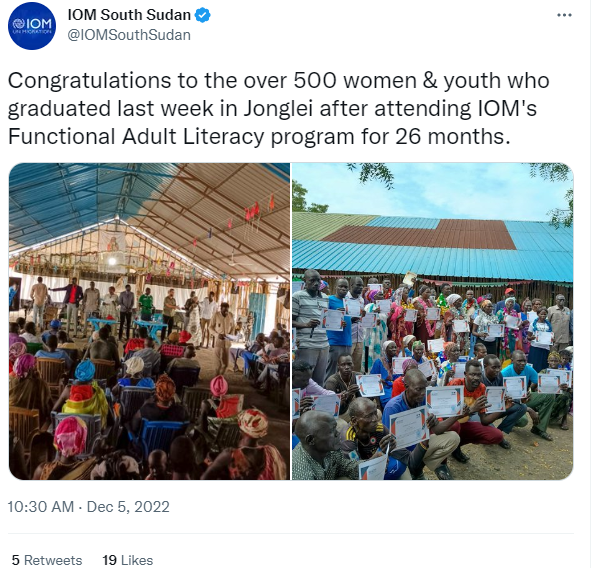 IOM South Sudan
@IOMSouthSudan
IOM
UN MIGRATION
Congratulations to the over 500 women & youth who
graduated last week in Jonglei after attending IOM's
Functional Adult Literacy program for 26 months.
10:30 AM · Dec 5, 2022
5 Retweets 19 Likes